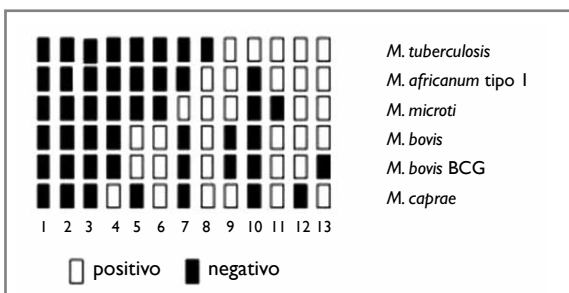 M. tuberculosis
M. africanum tipo I
M. microti
M. bovis
M. bovis BCG
M. caprae
1 2 3 4 5 6 7 8 9 10 11 12 13
positivo negativo